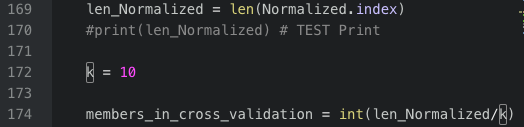 169 len_Normalized = len(Normalized.index)
170 #print(len_Normalized) # TEST Print
171
172 k = 10
173
174 members_in_cross_validation = int(len_Normalized/k)